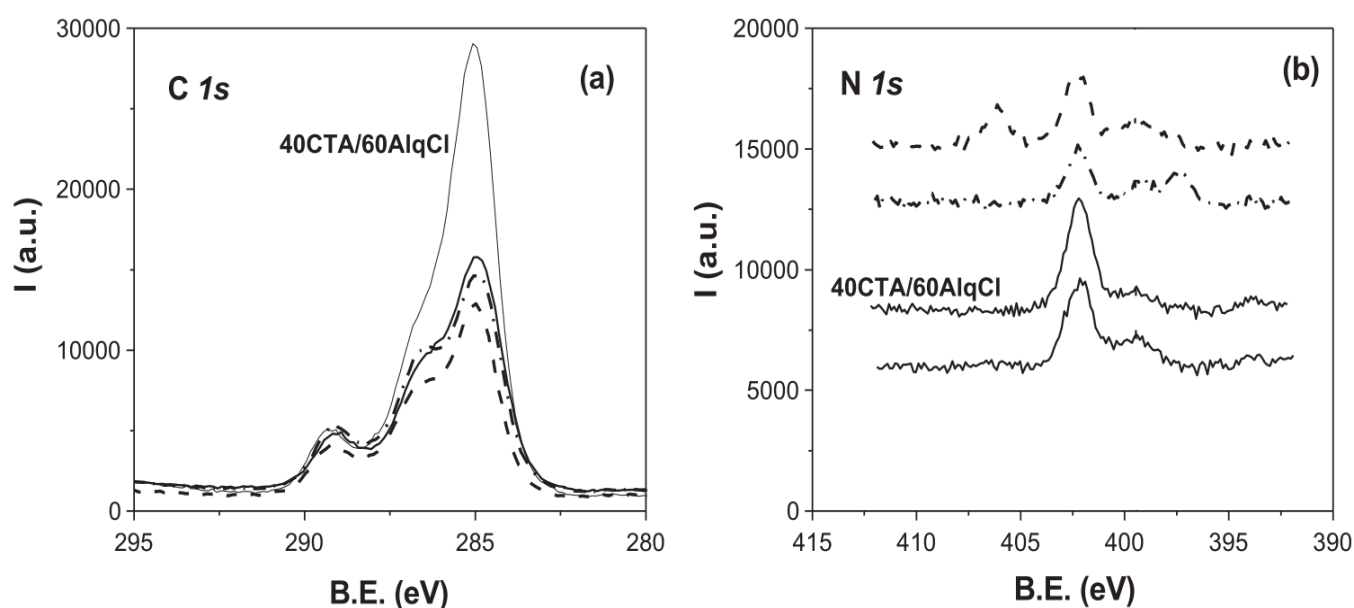 30000
20000
10000
0
I (a.u.)
C 1s
(a)
40CTA/60AlqCl
295
290
285
280
B.E. (eV)
20000
15000
10000
5000
0
I (a.u.)
N 1s
(b)
40CTA/60AlqCl
415
410
405
400
395
390
B.E. (eV)